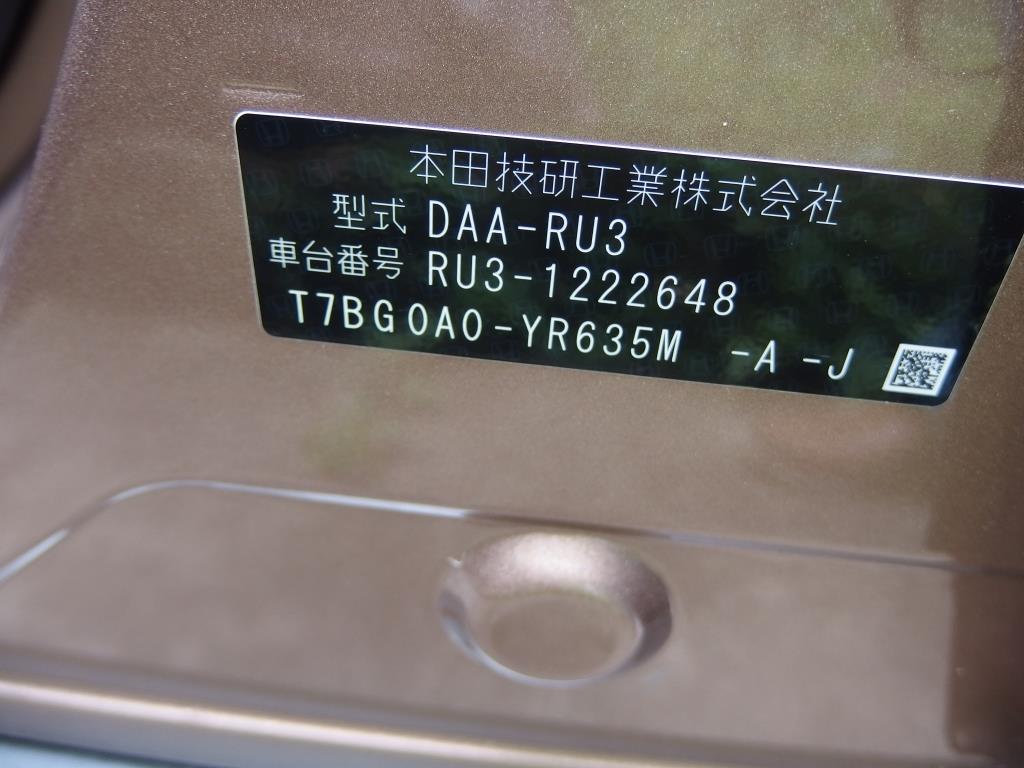 本田技研工業株式会社
型式 DAA-RU3
車台番号 RU3-1222648
T7BG0A0-YR635M -A -J